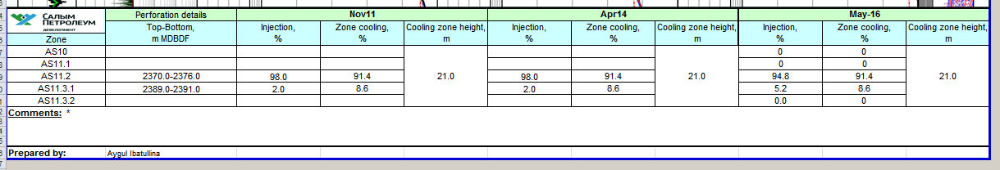 САЛЫМ
ПЕТРОЛЕУМ
ДЕВЕЛОПМЕНТ
Perforation details Nov11 Apr14 May-16
Top-Bottom, Injection, Zone cooling, Cooling zone height, Injection, Zone cooling, Cooling zone height, Injection, Zone cooling, Cooling zone height,
Zone m MDBDF % % m % % m % % m
AS10 0 0
AS11.1 0 0
AS11.2 2370.0-2376.0 98.0 91.4 21.0 98.0 91.4 21.0 94.8 91.4 21.0
AS11.3.1 2389.0-2391.0 2.0 8.6 2.0 8.6 5.2 8.6
AS11.3.2 0.0 0
Comments: *
Prepared by: Aygul Ibatullina